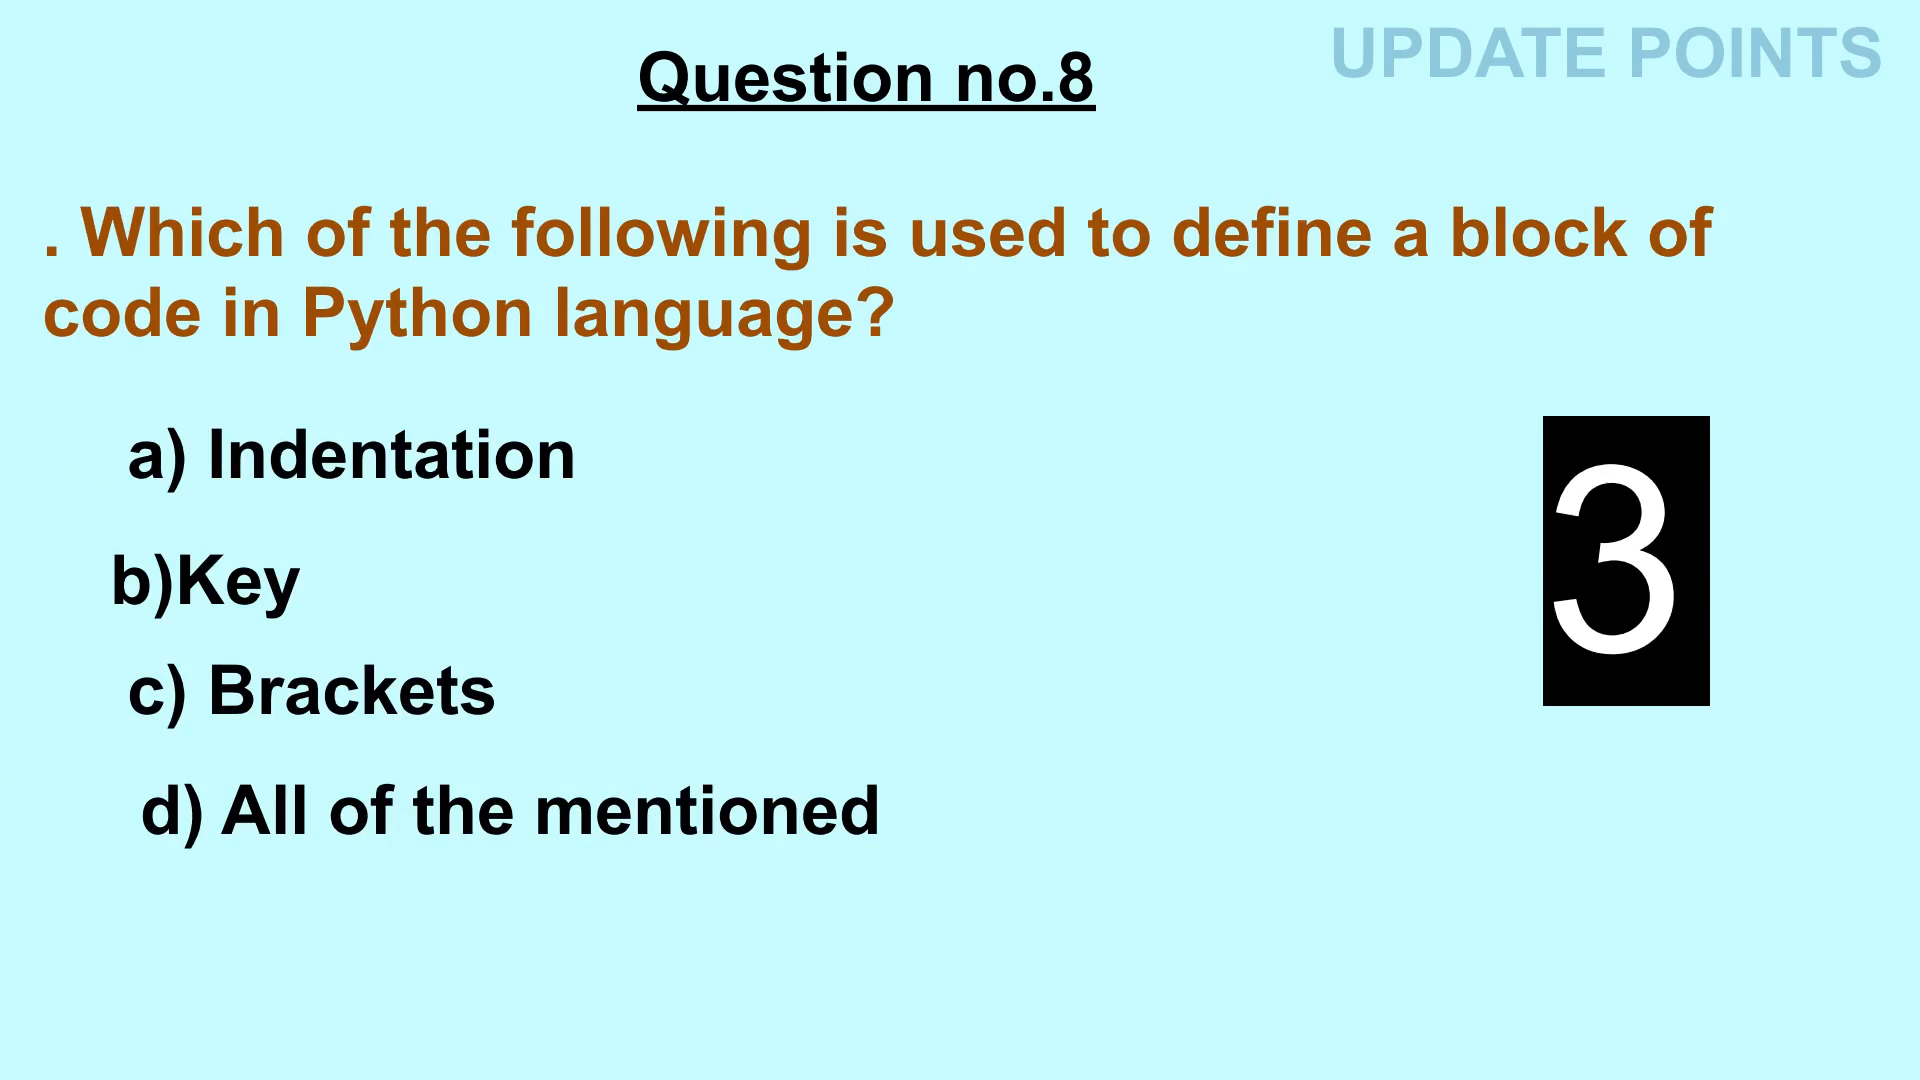 UPDATE POINTS
Question no.8
. Which of the following is used to define a block of
code in Python language?
a) Indentation
b)Key
c) Brackets
d) All of the mentioned
3